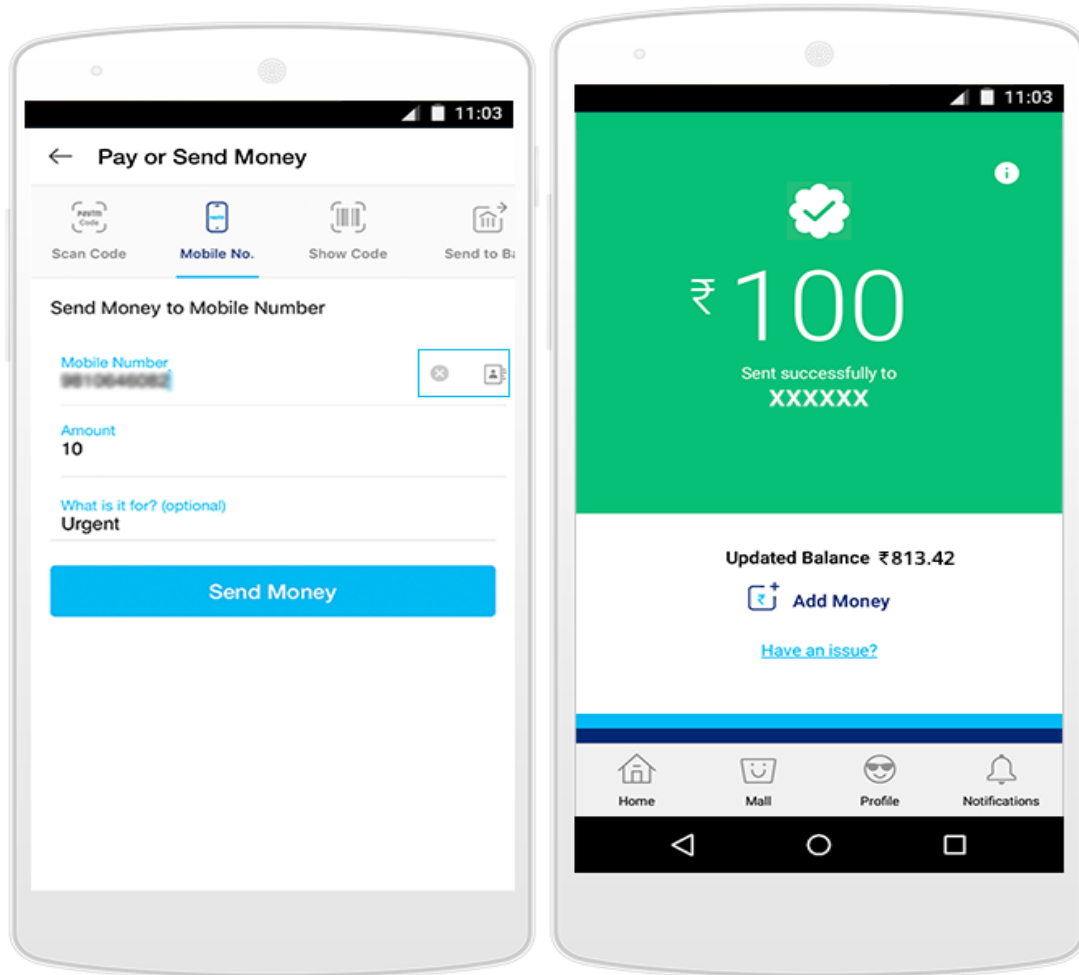 11:03
Pay or Send Money
Paytm
Code
Scan Code
Mobile No.
Show Code
Send to Ba
Send Money to Mobile Number
Mobile Number
Amount
10
What is it for? (optional)
Urgent
Send Money
11:03
₹100
Sent successfully to
XXXXXX
Updated Balance ₹813.42
Add Money
Have an issue?
Home Mall Profile Notifications